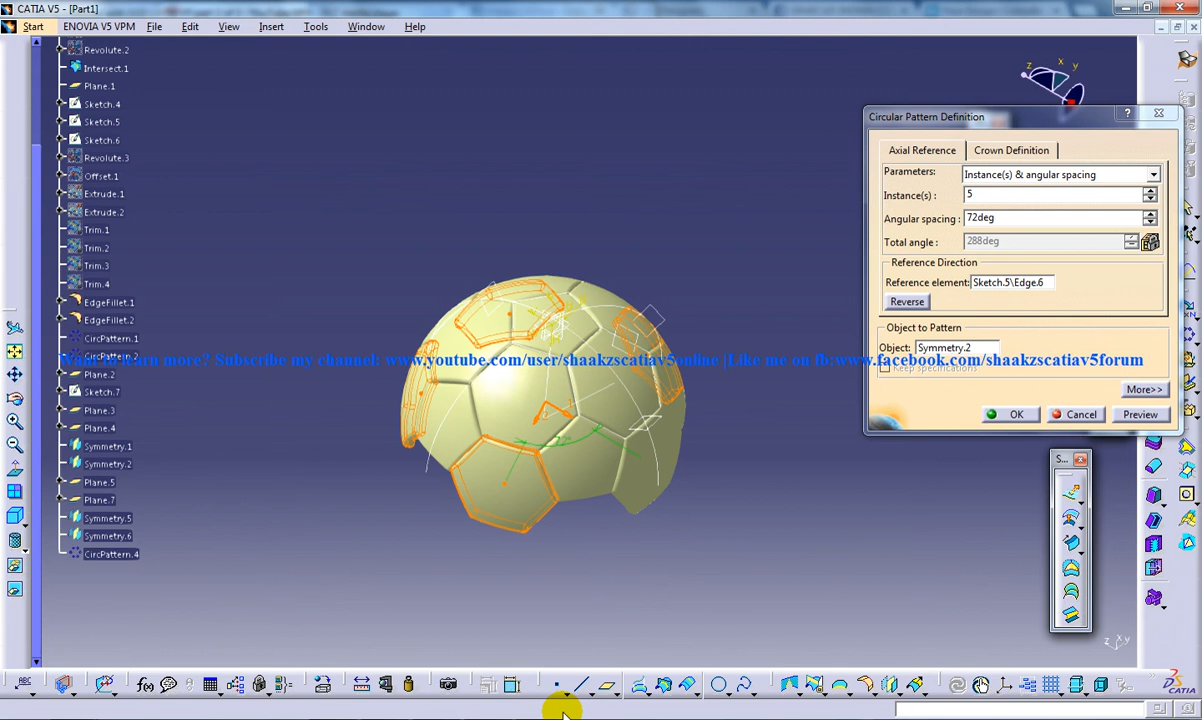 CATIA V5 - [Part1]
Start ENOVIA V5 VPM File Edit View Insert Tools Window Help
Revolute.2
Intersect.1
Plane.1
Sketch.4
Sketch.5
Sketch.6
Revolute.3
Offset.1
Extrude.1
Extrude.2
Trim.1
Trim.2
Trim.3
Trim.4
EdgeFillet.1
EdgeFillet.2
CircPattern.1
CircPattern.2
Plane.2
Sketch.7
Plane.3
Plane.4
Symmetry.1
Symmetry.2
Plane.5
Plane.7
Symmetry.5
Symmetry.6
CircPattern.4
z x y
Circular Pattern Definition
Axial Reference Crown Definition
Parameters: Instance(s) & angular spacing
Instance(s) : 5
Angular spacing : 72deg
Total angle : 288deg
Reference Direction
Reference element: Sketch.5\Edge.6
Reverse
Object to Pattern
Object: Symmetry.2
Want to learn more? Subscribe my channel: www.youtube.com/user/shaakzscatiav5online |Like me on fb:www.facebook.com/shaakzscatiav5forum
Keep specifications
More>>
OK Cancel Preview
S...
z x y
ABC
f(x)
CATIA